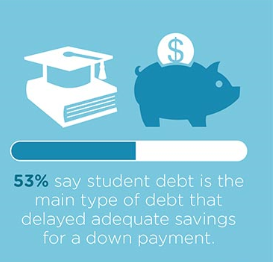 $
53% say student debt is the
main type of debt that
delayed adequate savings
for a down payment.